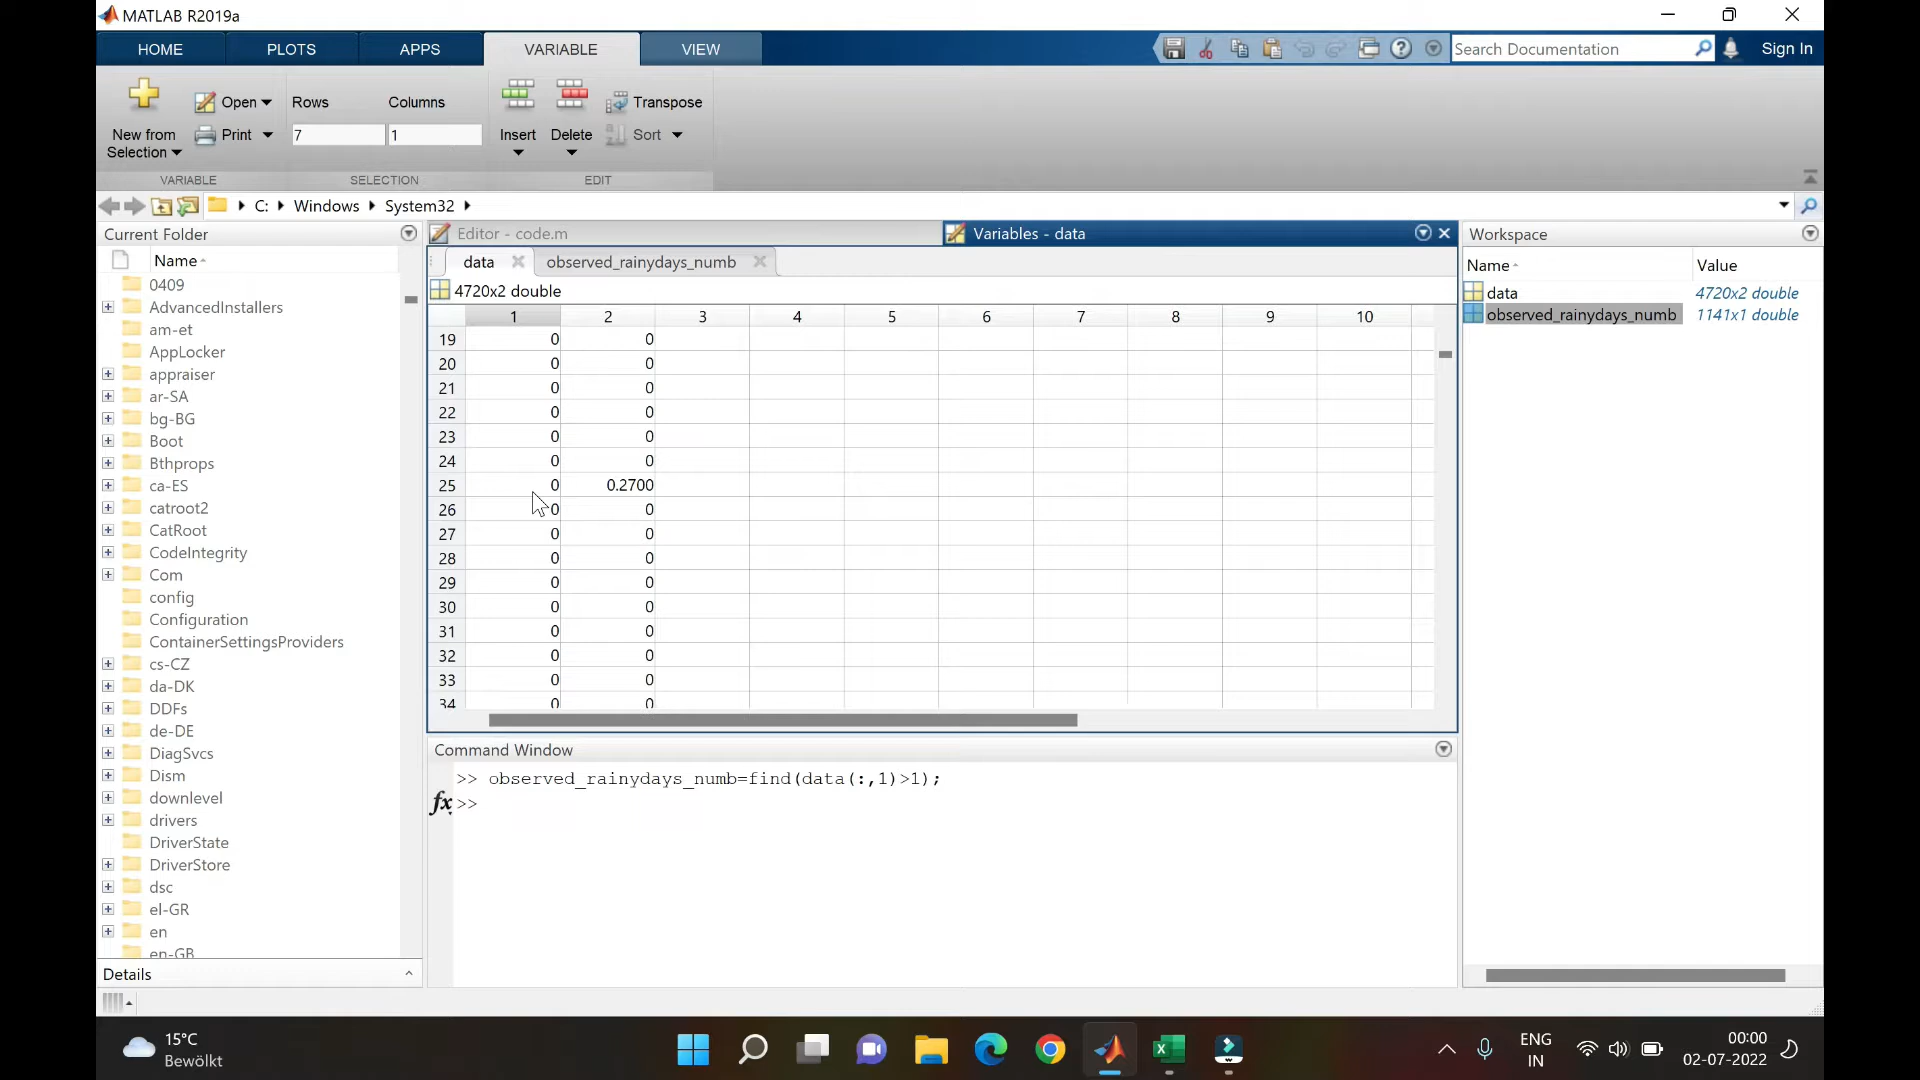 MATLAB R2019a
HOME PLOTS APPS VARIABLE VIEW
Search Documentation
Sign In
New from Selection
Open
Print
Rows Columns
7 1
Insert Delete
Transpose
Sort
VARIABLE SELECTION EDIT
C: Windows System32
Current Folder
Name
0409
AdvancedInstallers
am-et
AppLocker
appraiser
ar-SA
bg-BG
Boot
Bthprops
ca-ES
catroot2
CatRoot
CodeIntegrity
Com
config
Configuration
ContainerSettingsProviders
cs-CZ
da-DK
DDFs
de-DE
DiagSvcs
Dism
downlevel
drivers
DriverState
DriverStore
dsc
el-GR
en
en-GB
Details
Editor - code.m
Variables - data
data observed_rainydays_numb
4720x2 double
1 2 3 4 5 6 7 8 9 10
19 0 0
20 0 0
21 0 0
22 0 0
23 0 0
24 0 0
25 0 0.2700
26 0 0
27 0 0
28 0 0
29 0 0
30 0 0
31 0 0
32 0 0
33 0 0
34 0 0
Command Window
>> observed_rainydays_numb=find(data(:,1)>1);
fx >>
Workspace
Name Value
data 4720x2 double
observed_rainydays_numb 1141x1 double
15°C
Bewölkt
ENG
IN
00:00
02-07-2022